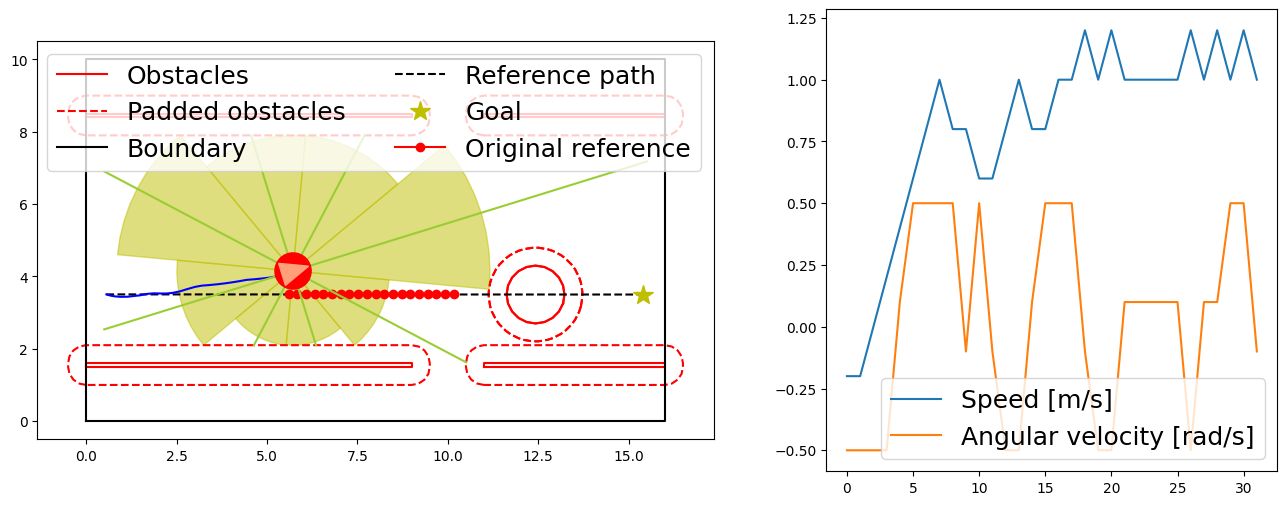 Obstacles
Padded obstacles
Boundary
Reference path
Goal
Original reference
10
8
6
4
2
0
0.0 2.5 5.0 7.5 10.0 12.5 15.0
1.25
1.00
0.75
0.50
0.25
0.00
−0.25
−0.50
Speed [m/s]
Angular velocity [rad/s]
0 5 10 15 20 25 30